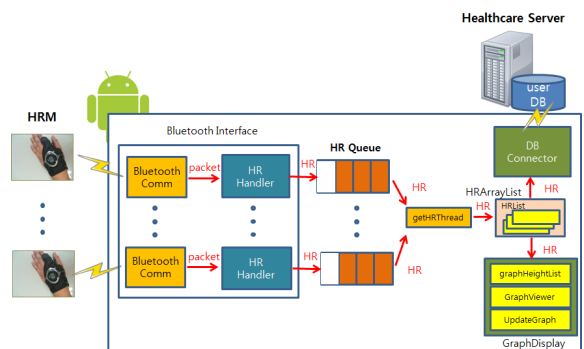 Healthcare Server
user
DB
HRM
Bluetooth Interface
HR Queue
Bluetooth
Comm
packet
HR
Handler
HR
HR
DB
Connector
HRArrayList
HR
HRList
getHRThread
HR
Bluetooth
Comm
packet
HR
Handler
HR
HR
HR
graphHeightList
GraphViewer
UpdateGraph
GraphDisplay